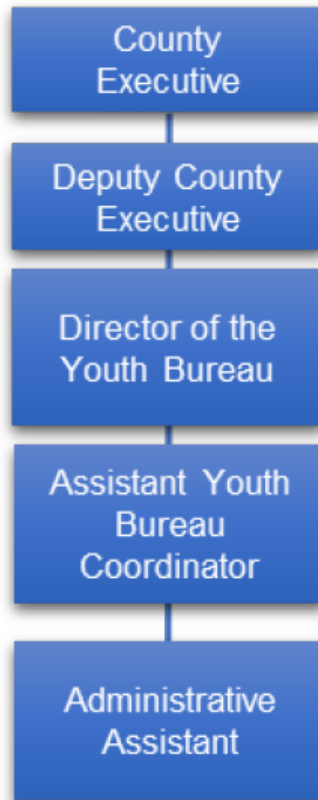 County
Executive
Deputy County
Executive
Director of the
Youth Bureau
Assistant Youth
Bureau
Coordinator
Administrative
Assistant